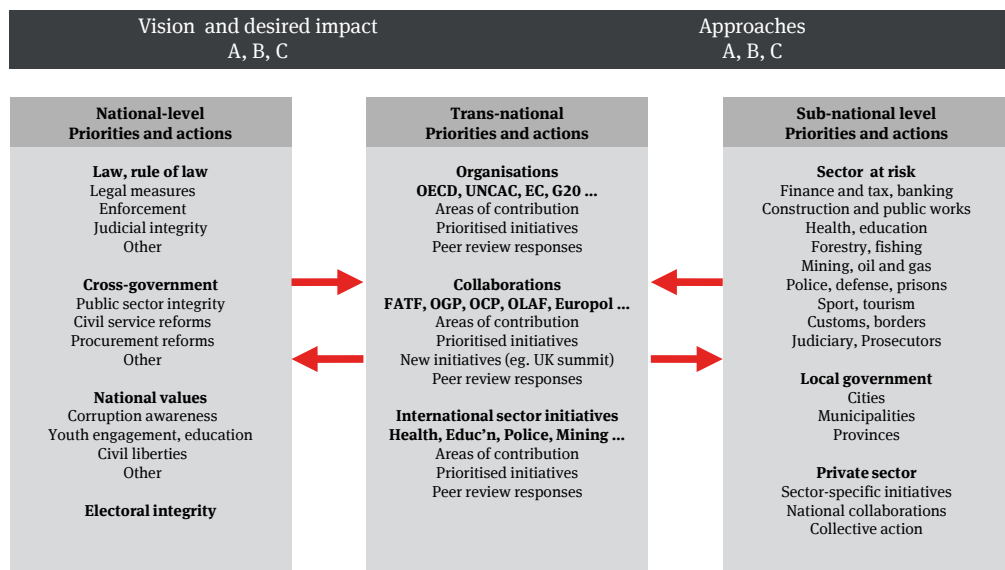 Vision and desired impact
A, B, C
Approaches
A, B, C
National-level
Priorities and actions
Law, rule of law
Legal measures
Enforcement
Judicial integrity
Other
Cross-government
Public sector integrity
Civil service reforms
Procurement reforms
Other
National values
Corruption awareness
Youth engagement, education
Civil liberties
Other
Electoral integrity
Trans-national
Priorities and actions
Organisations
OECD, UNCAC, EC, G20 ...
Areas of contribution
Prioritised initiatives
Peer review responses
Collaborations
FATF, OGP, OCP, OLAF, Europol ...
Areas of contribution
Prioritised initiatives
New initiatives (eg. UK summit)
Peer review responses
International sector initiatives
Health, Educ'n, Police, Mining ...
Areas of contribution
Prioritised initiatives
Peer review responses
Sub-national level
Priorities and actions
Sector at risk
Finance and tax, banking
Construction and public works
Health, education
Forestry, fishing
Mining, oil and gas
Police, defense, prisons
Sport, tourism
Customs, borders
Judiciary, Prosecutors
Local government
Cities
Municipalities
Provinces
Private sector
Sector-specific initiatives
National collaborations
Collective action